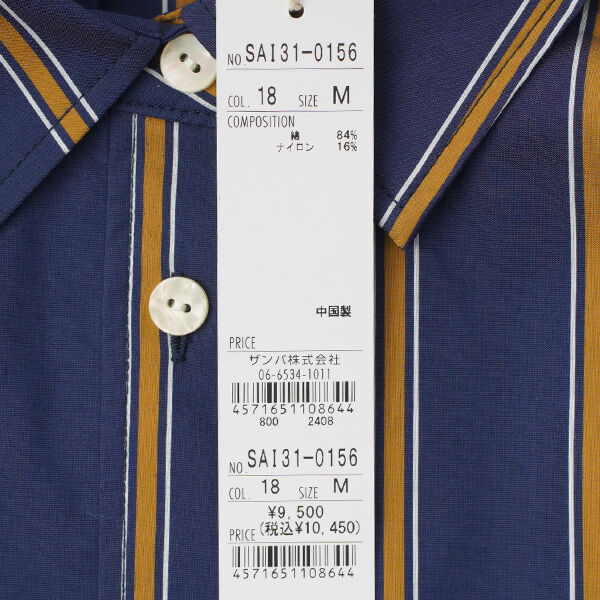 NO SAI31-0156
COL. 18 SIZE M
COMPOSITION
綿 84%
ナイロン 16%
中国製
PRICE
ザンパ株式会社
06-6534-1011
4571651108644
800 2408
NO SAI31-0156
COL. 18 SIZE M
¥9,500
PRICE (税込¥10,450)
4571651108644